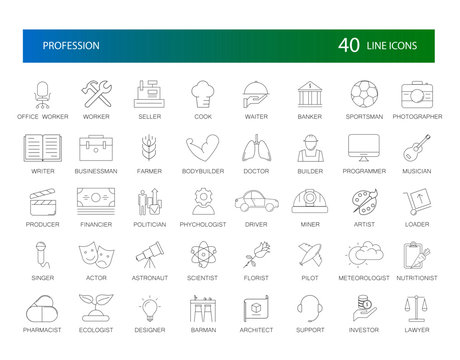 PROFESSION
40 LINE ICONS
OFFICE WORKER WORKER SELLER COOK WAITER BANKER SPORTSMAN PHOTOGRAPHER
WRITER BUSINESSMAN FARMER BODYBUILDER DOCTOR BUILDER PROGRAMMER MUSICIAN
PRODUCER FINANCIER POLITICIAN PHYCHOLOGIST DRIVER MINER ARTIST LOADER
SINGER ACTOR ASTRONAUT SCIENTIST FLORIST PILOT METEOROLOGIST NUTRITIONIST
PHARMACIST ECOLOGIST DESIGNER BARMAN ARCHITECT SUPPORT INVESTOR LAWYER